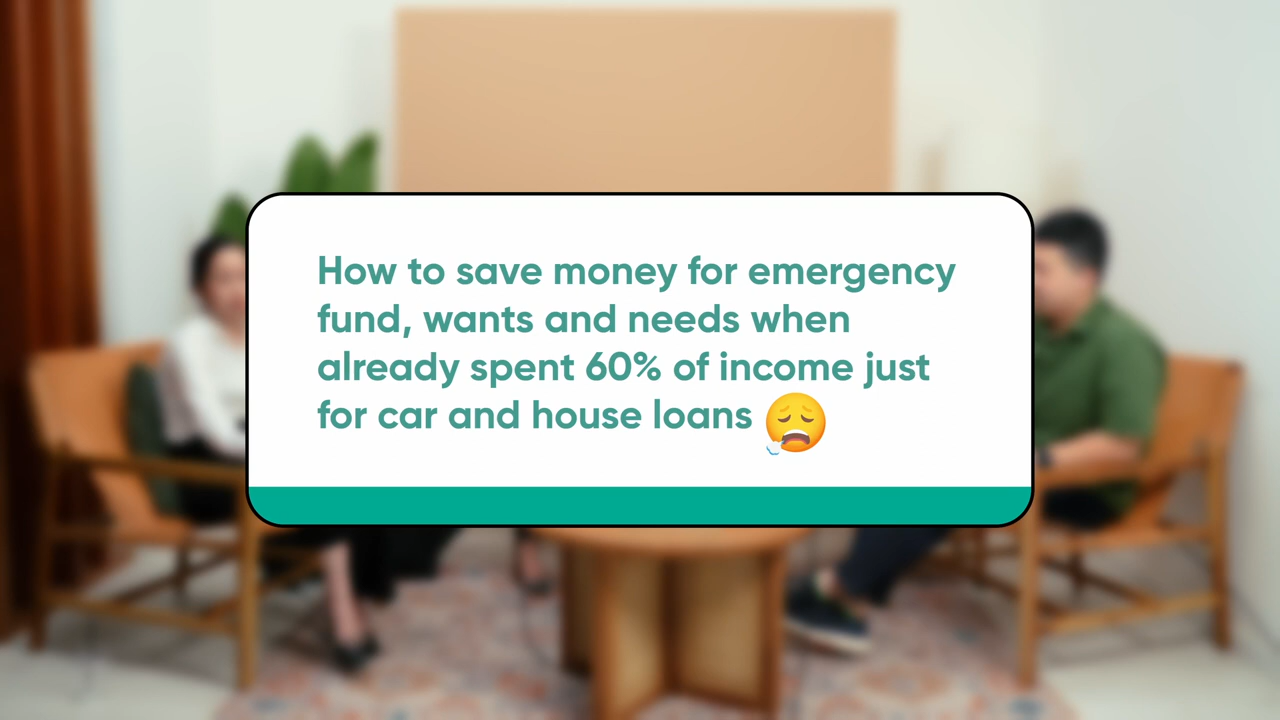 How to save money for emergency
fund, wants and needs when
already spent 60% of income just
for car and house loans 😮‍💨